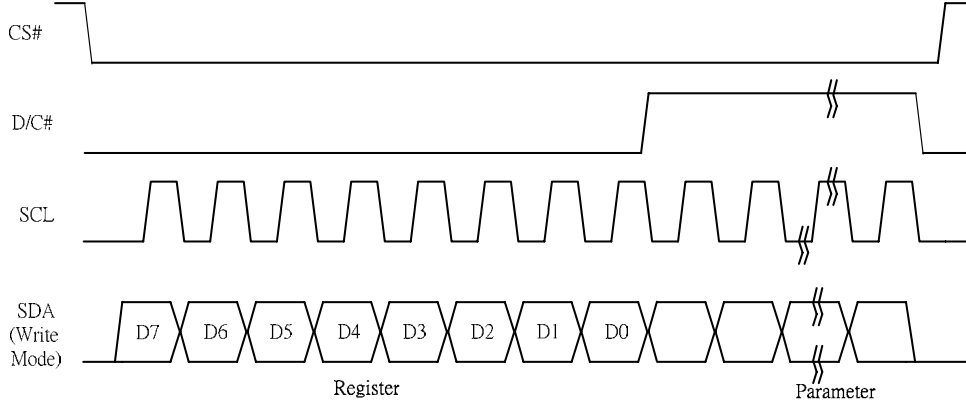 CS#
D/C#
SCL
SDA
(Write
Mode)
D7 D6 D5 D4 D3 D2 D1 D0
Register
Parameter